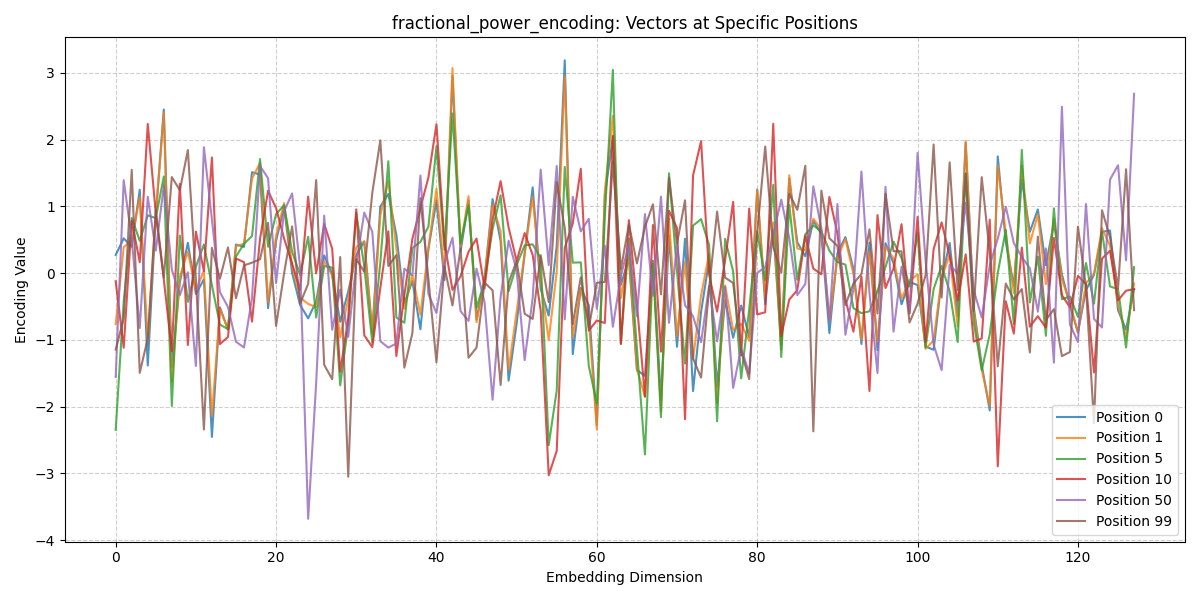 fractional_power_encoding: Vectors at Specific Positions
Encoding Value
3
2
1
0
−1
−2
−3
−4
0 20 40 60 80 100 120
Embedding Dimension
Position 0
Position 1
Position 5
Position 10
Position 50
Position 99